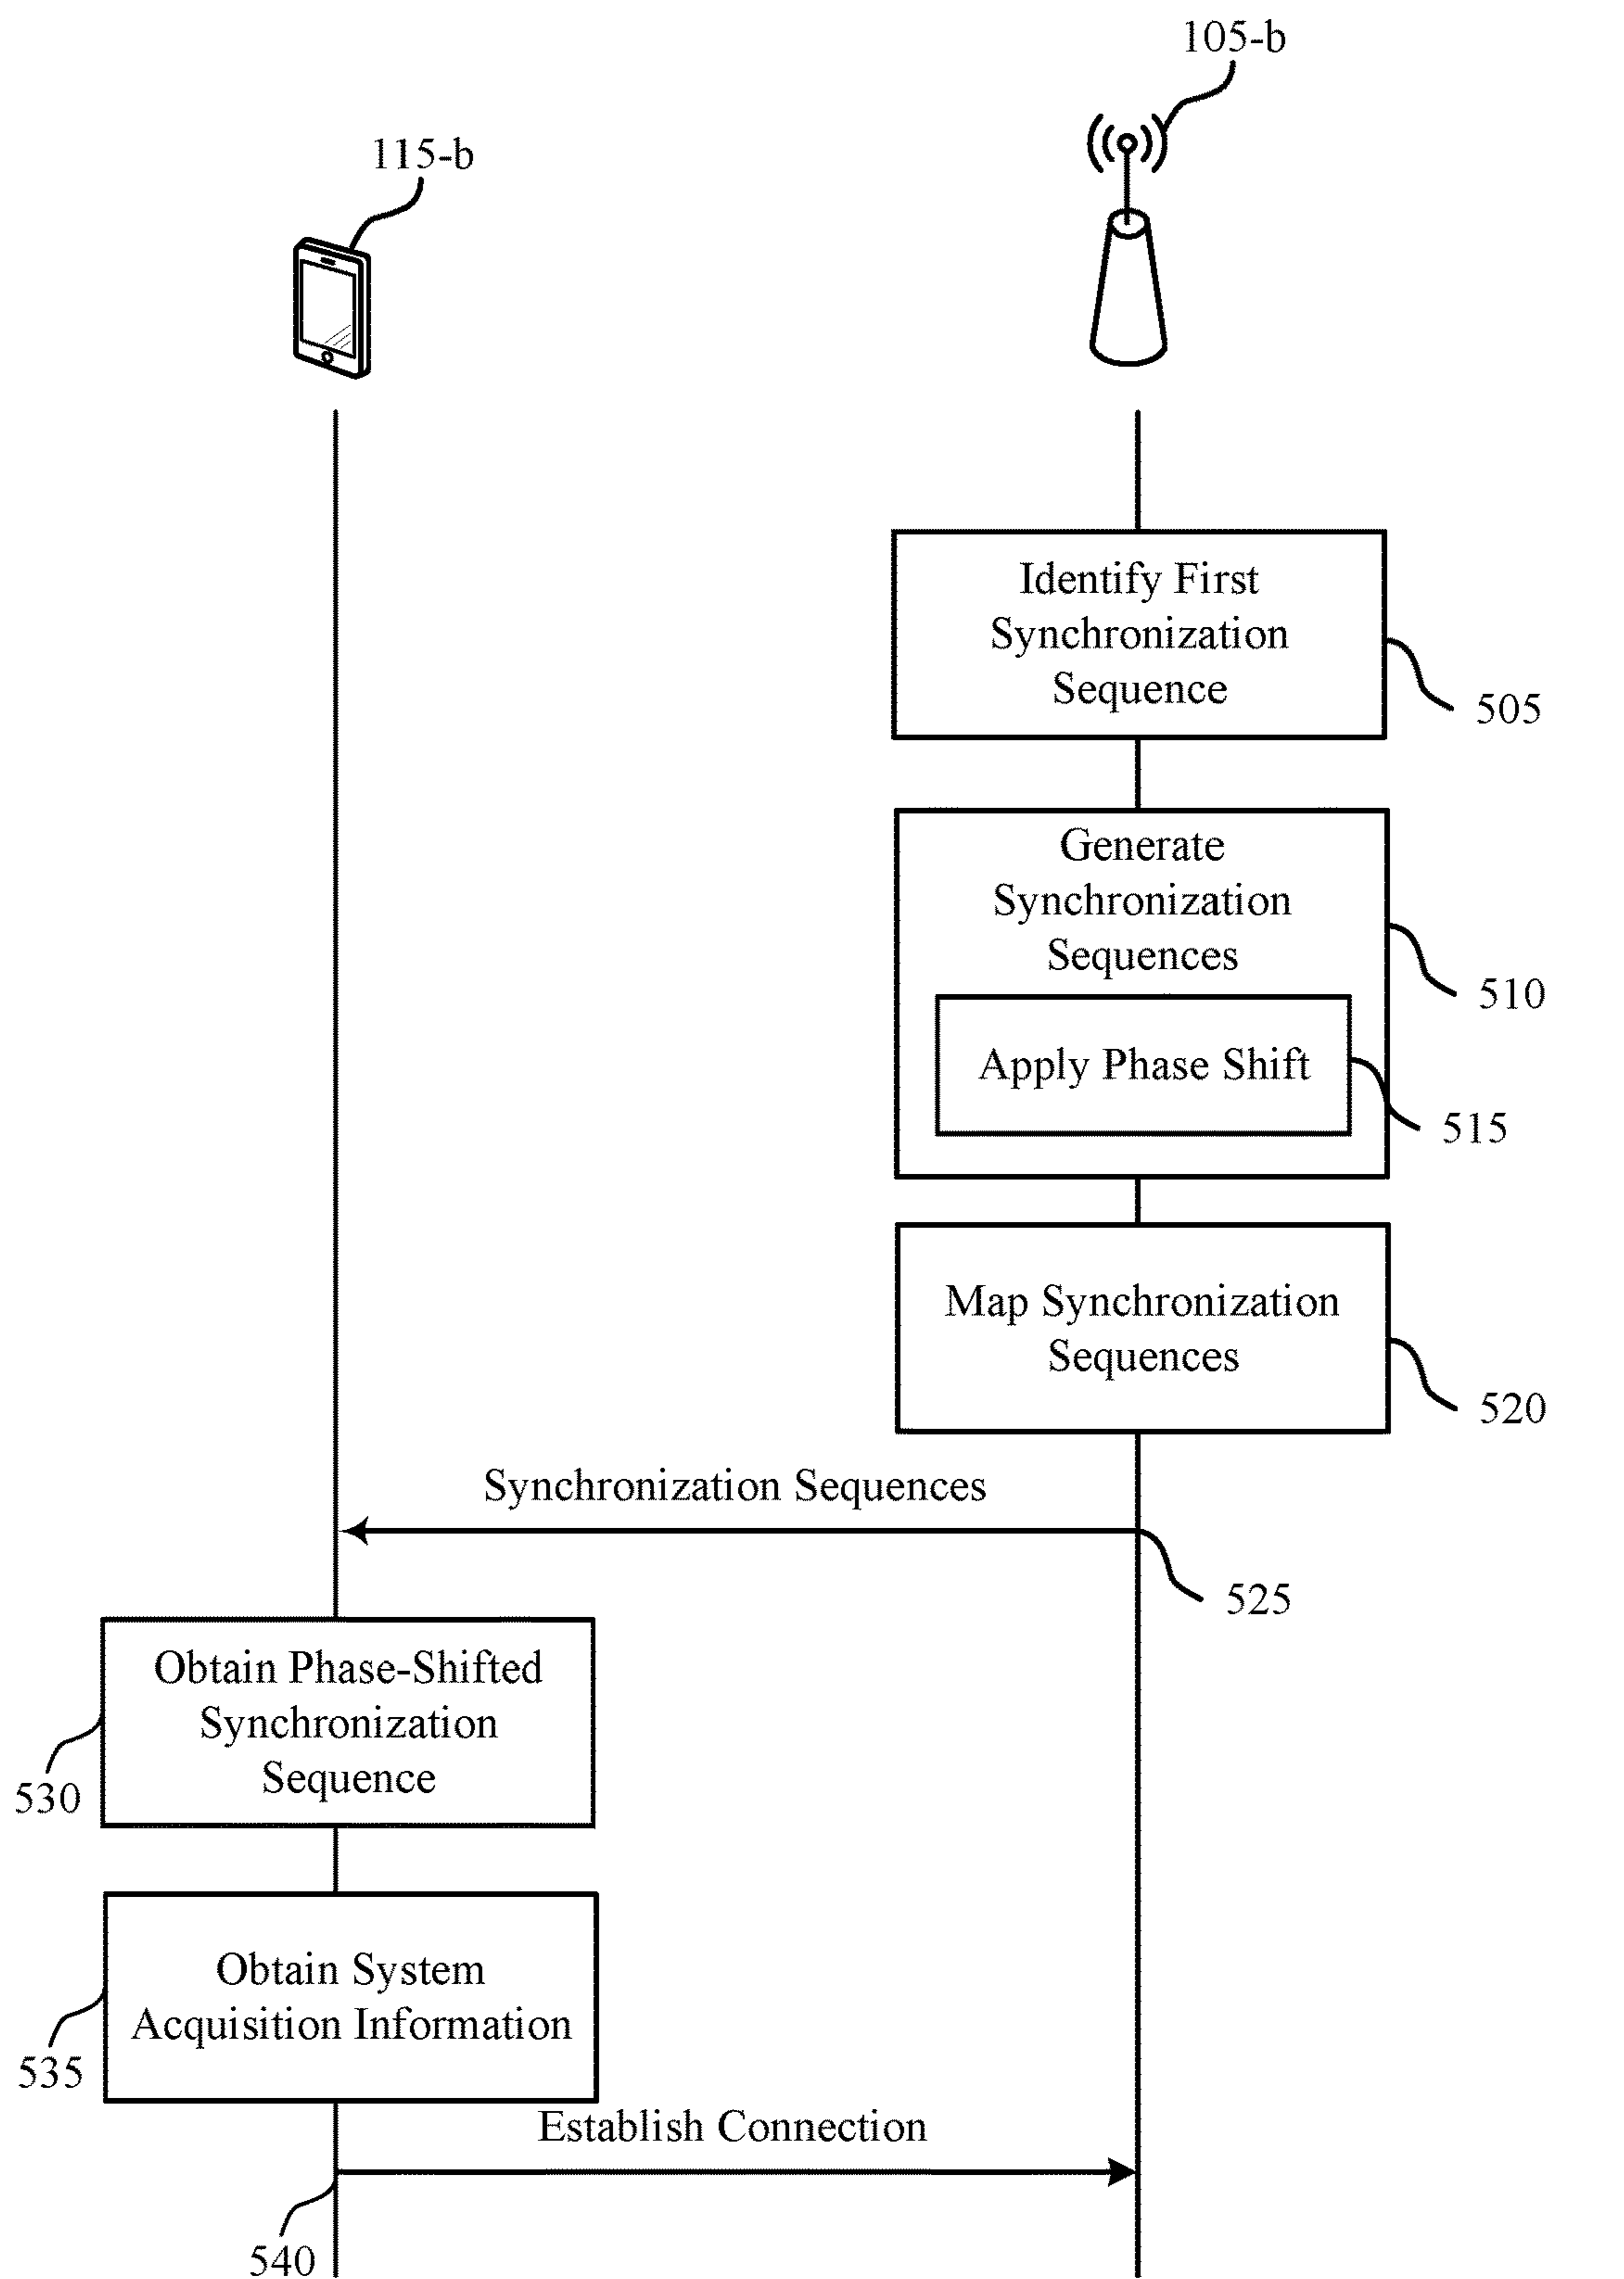 105-b
115-b
Identify First
Synchronization
Sequence
505
Generate
Synchronization
Sequences
510
Apply Phase Shift
515
Map Synchronization
Sequences
520
Synchronization Sequences
525
Obtain Phase-Shifted
Synchronization
Sequence
530
Obtain System
Acquisition Information
535
Establish Connection
540